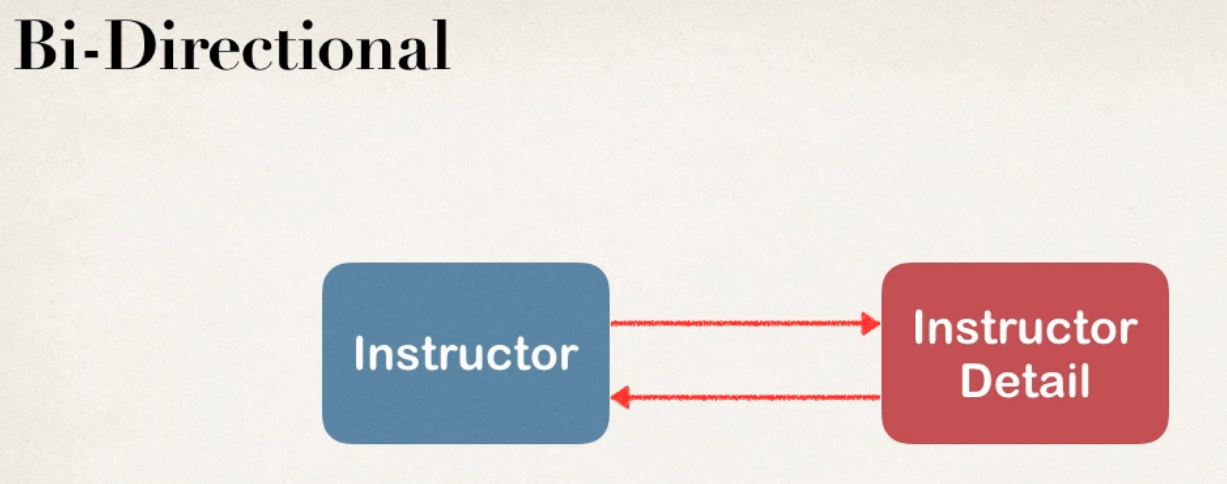 Bi-Directional
Instructor
Instructor
Detail